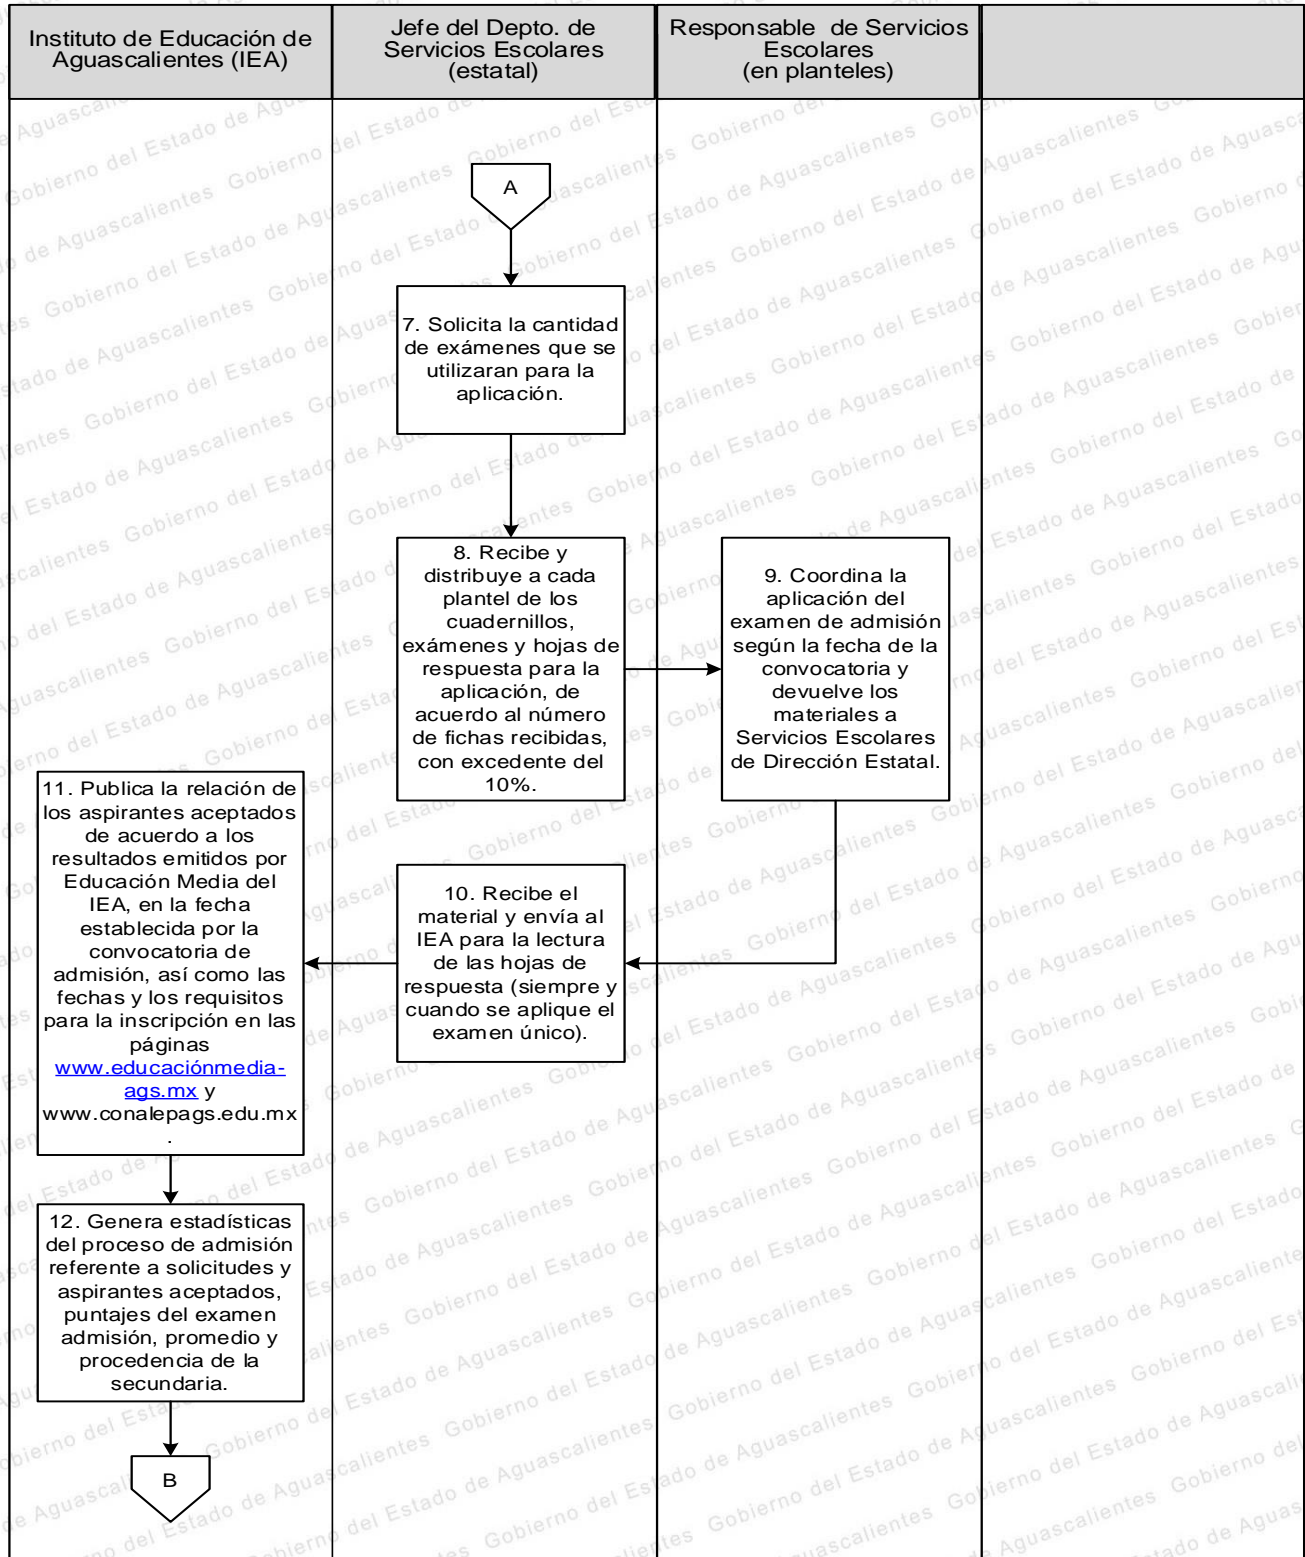 Instituto de Educación de
Aguascalientes (IEA)
Jefe del Depto. de
Servicios Escolares
(estatal)
Responsable de Servicios
Escolares
(en planteles)
A
7. Solicita la cantidad
de exámenes que se
utilizaran para la
aplicación.
8. Recibe y
distribuye a cada
plantel de los
cuadernillos,
exámenes y hojas de
respuesta para la
aplicación, de
acuerdo al número
de fichas recibidas,
con excedente del
10%.
9. Coordina la
aplicación del
examen de admisión
según la fecha de la
convocatoria y
devuelve los
materiales a
Servicios Escolares
de Dirección Estatal.
10. Recibe el
material y envía al
IEA para la lectura
de las hojas de
respuesta (siempre y
cuando se aplique el
examen único).
11. Publica la relación de
los aspirantes aceptados
de acuerdo a los
resultados emitidos por
Educación Media del
IEA, en la fecha
establecida por la
convocatoria de
admisión, así como las
fechas y los requisitos
para la inscripción en las
páginas
www.educaciónmedia-
ags.mx y
www.conalepags.edu.mx
.
12. Genera estadísticas
del proceso de admisión
referente a solicitudes y
aspirantes aceptados,
puntajes del examen
admisión, promedio y
procedencia de la
secundaria.
B
Gobierno del Estado de Aguascalientes